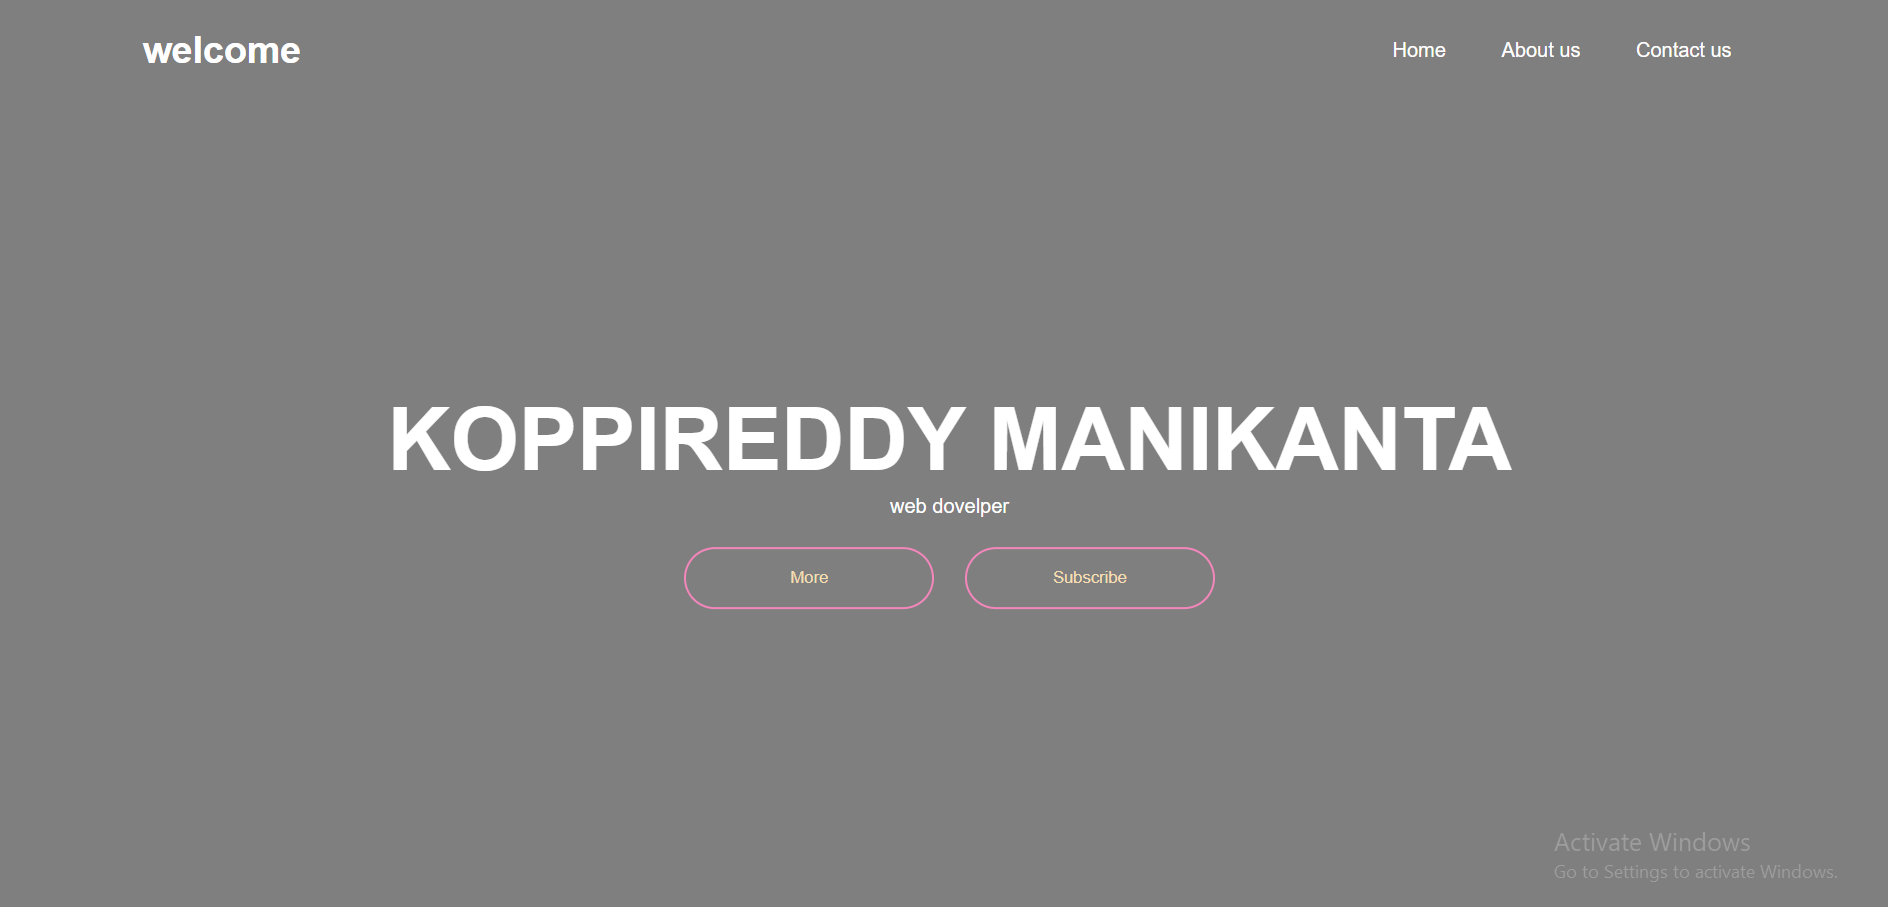 welcome
Home About us Contact us
KOPPIREDDY MANIKANTA
web dovelper
More Subscribe
Activate Windows
Go to Settings to activate Windows.